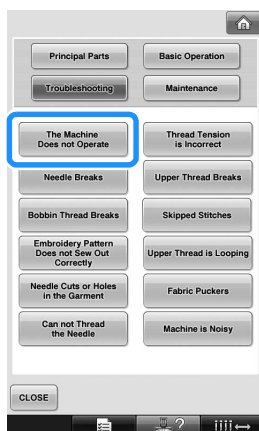 Principal Parts
Basic Operation
Troubleshooting
Maintenance
The Machine
Does not Operate
Thread Tension
is Incorrect
Needle Breaks
Upper Thread Breaks
Bobbin Thread Breaks
Skipped Stitches
Embroidery Pattern
Does not Sew Out
Correctly
Upper Thread is Looping
Needle Cuts or Holes
in the Garment
Fabric Puckers
Can not Thread
the Needle
Machine is Noisy
CLOSE
?